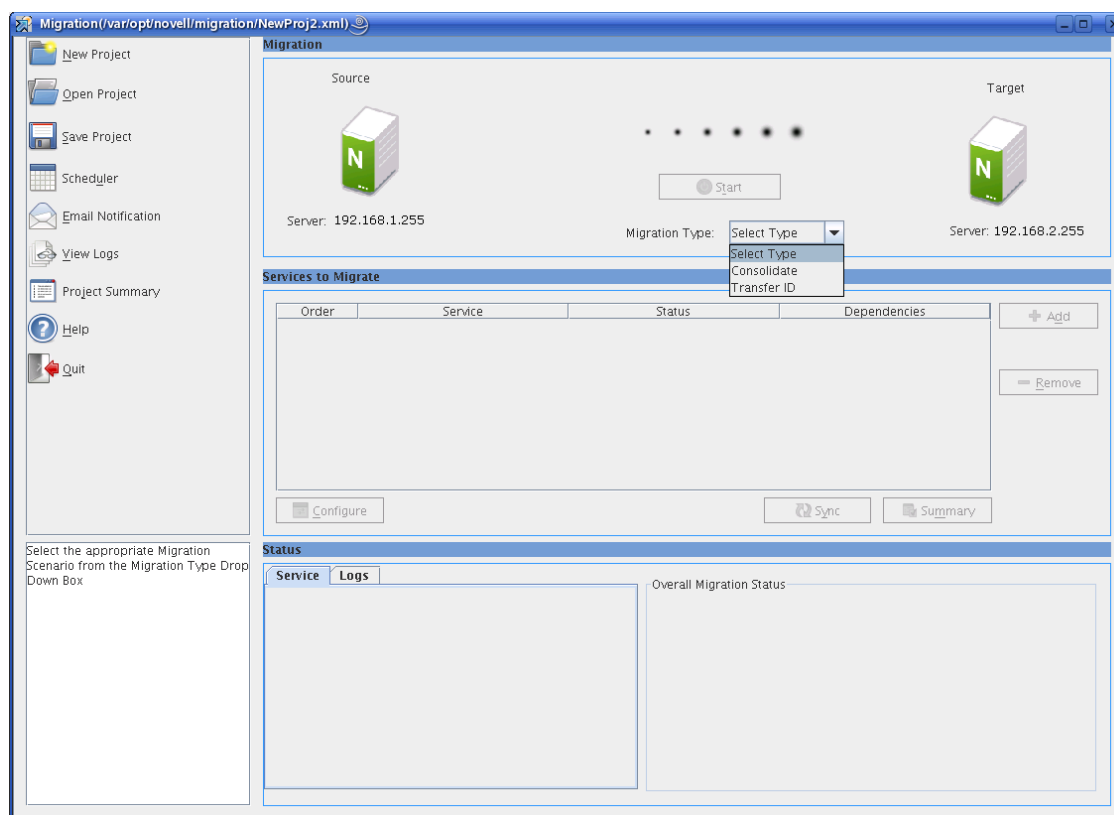 Migration(/var/opt/novell/migration/NewProj2.xml)
New Project
Open Project
Save Project
Scheduler
Email Notification
View Logs
Project Summary
Help
Quit
Select the appropriate Migration
Scenario from the Migration Type Drop
Down Box
Migration
Source
Target
N
N
Start
Server: 192.168.1.255
Server: 192.168.2.255
Migration Type: Select Type
Select Type
Consolidate
Transfer ID
Services to Migrate
Order Service Status Dependencies
Add
Remove
Configure Sync Summary
Status
Service Logs
Overall Migration Status